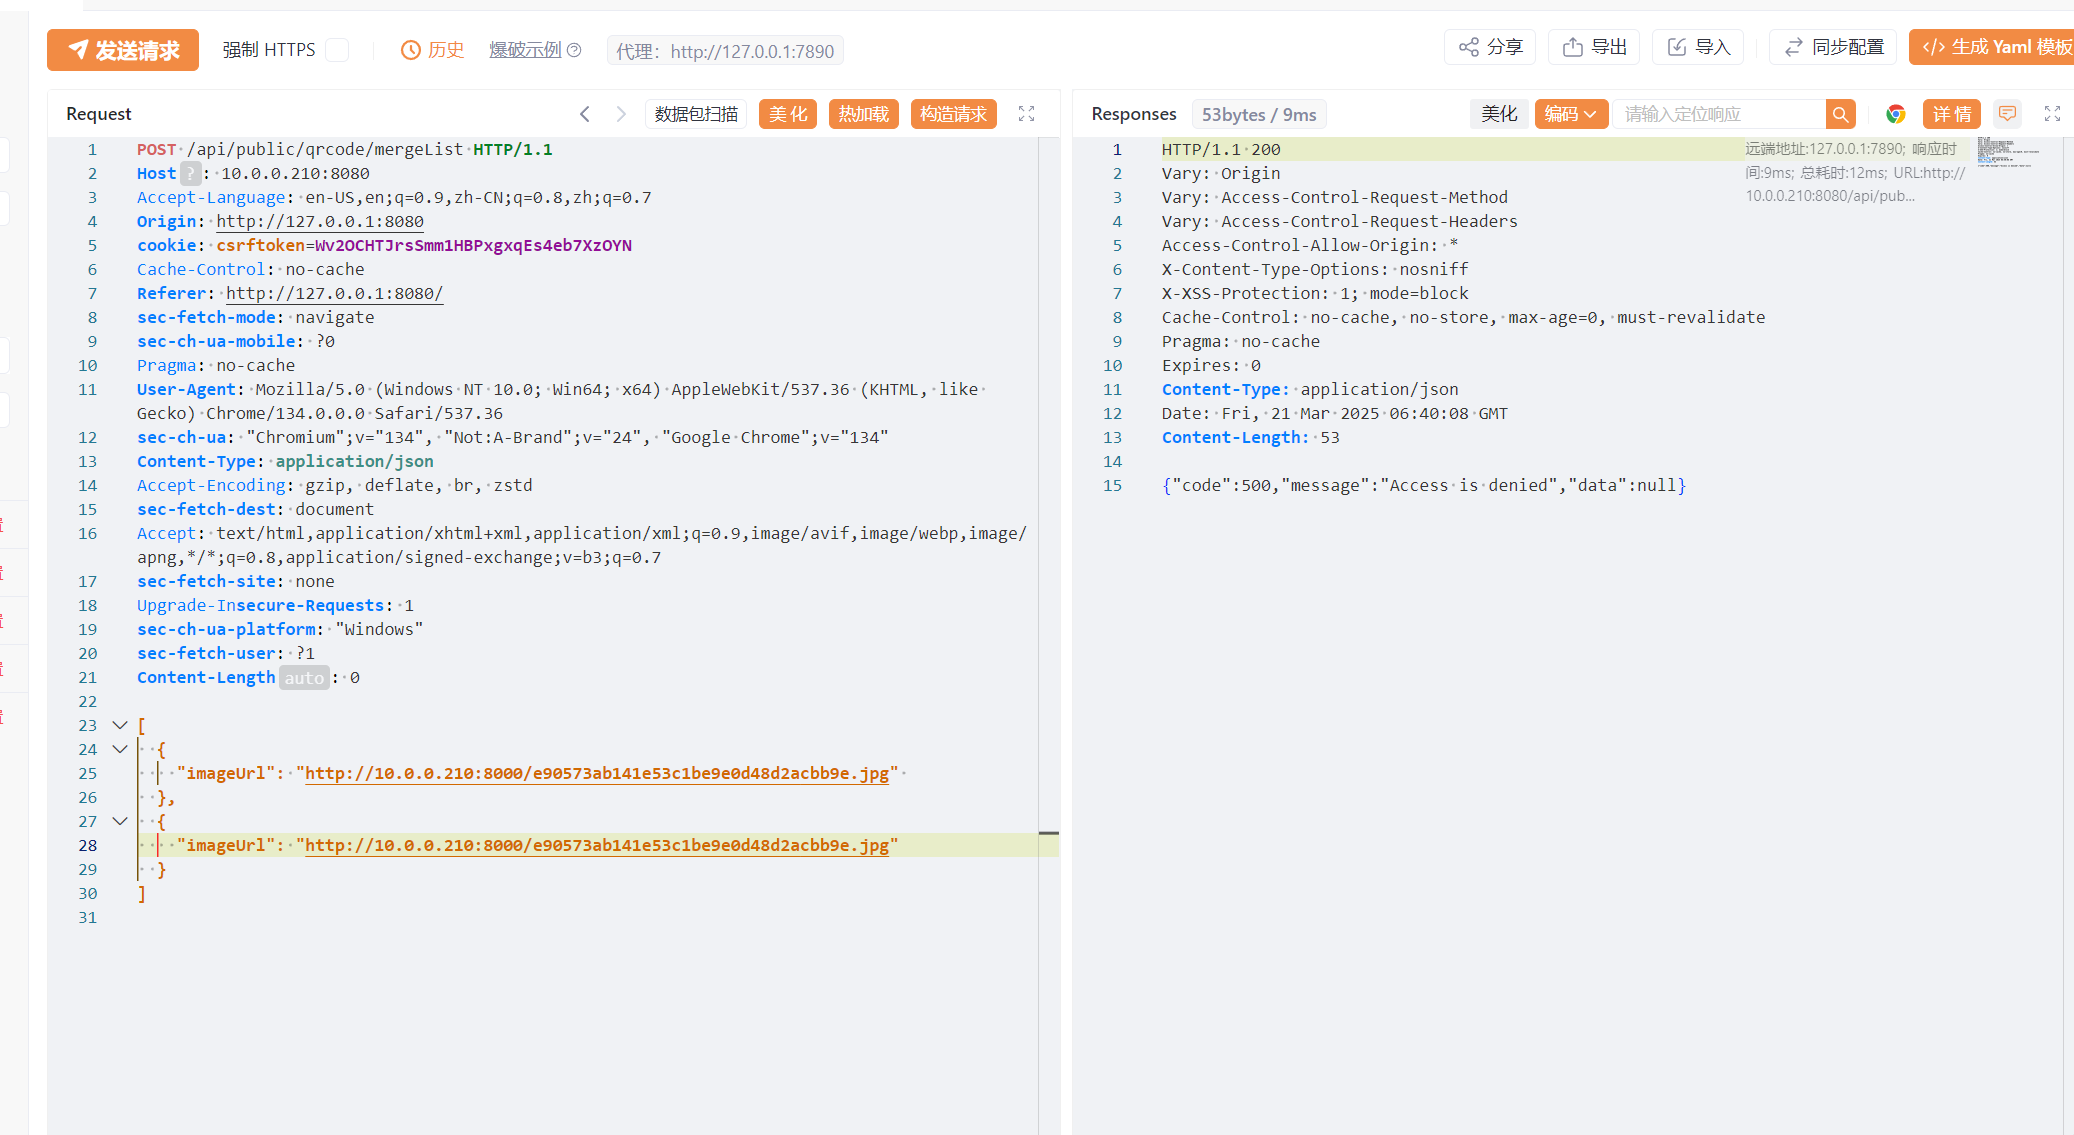 发送请求
强制 HTTPS
历史
爆破示例
代理：http://127.0.0.1:7890
分享
导出
导入
同步配置
</> 生成 Yaml 模板
Request
数据包扫描
美 化
热加载
构造请求
1 POST /api/public/qrcode/mergeList HTTP/1.1
2 Host ? : 10.0.0.210:8080
3 Accept-Language: en-US,en;q=0.9,zh-CN;q=0.8,zh;q=0.7
4 Origin: http://127.0.0.1:8080
5 cookie: csrftoken=Wv2OCHTJrsSmm1HBPxgxqEs4eb7XzOYN
6 Cache-Control: no-cache
7 Referer: http://127.0.0.1:8080/
8 sec-fetch-mode: navigate
9 sec-ch-ua-mobile: ?0
10 Pragma: no-cache
11 User-Agent: Mozilla/5.0 (Windows NT 10.0; Win64; x64) AppleWebKit/537.36 (KHTML, like
Gecko) Chrome/134.0.0.0 Safari/537.36
12 sec-ch-ua: "Chromium";v="134", "Not:A-Brand";v="24", "Google Chrome";v="134"
13 Content-Type: application/json
14 Accept-Encoding: gzip, deflate, br, zstd
15 sec-fetch-dest: document
16 Accept: text/html,application/xhtml+xml,application/xml;q=0.9,image/avif,image/webp,image/
apng,*/*;q=0.8,application/signed-exchange;v=b3;q=0.7
17 sec-fetch-site: none
18 Upgrade-Insecure-Requests: 1
19 sec-ch-ua-platform: "Windows"
20 sec-fetch-user: ?1
21 Content-Length auto : 0
22
23 [
24 {
25 "imageUrl": "http://10.0.0.210:8000/e90573ab141e53c1be9e0d48d2acbb9e.jpg"
26 },
27 {
28 "imageUrl": "http://10.0.0.210:8000/e90573ab141e53c1be9e0d48d2acbb9e.jpg"
29 }
30 ]
31
Responses
53bytes / 9ms
美化
编码
请输入定位响应
详 情
1 HTTP/1.1 200
2 Vary: Origin
3 Vary: Access-Control-Request-Method
4 Vary: Access-Control-Request-Headers
5 Access-Control-Allow-Origin: *
6 X-Content-Type-Options: nosniff
7 X-XSS-Protection: 1; mode=block
8 Cache-Control: no-cache, no-store, max-age=0, must-revalidate
9 Pragma: no-cache
10 Expires: 0
11 Content-Type: application/json
12 Date: Fri, 21 Mar 2025 06:40:08 GMT
13 Content-Length: 53
14
15 {"code":500,"message":"Access is denied","data":null}
远端地址:127.0.0.1:7890; 响应时
间:9ms; 总耗时:12ms; URL:http://
10.0.0.210:8080/api/pub...